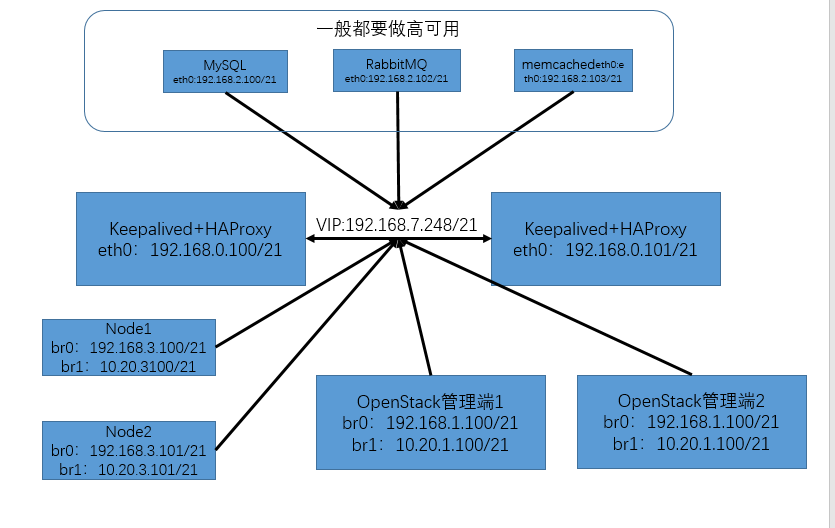 一般都要做高可用
MySQL
eth0:192.168.2.100/21
RabbitMQ
eth0:192.168.2.102/21
memcachedeth0:e
th0:192.168.2.103/21
Keepalived+HAProxy
eth0：192.168.0.100/21
VIP:192.168.7.248/21
Keepalived+HAProxy
eth0：192.168.0.101/21
Node1
br0：192.168.3.100/21
br1：10.20.3100/21
Node2
br0：192.168.3.101/21
br1：10.20.3.101/21
OpenStack管理端1
br0：192.168.1.100/21
br1：10.20.1.100/21
OpenStack管理端2
br0：192.168.1.100/21
br1：10.20.1.100/21